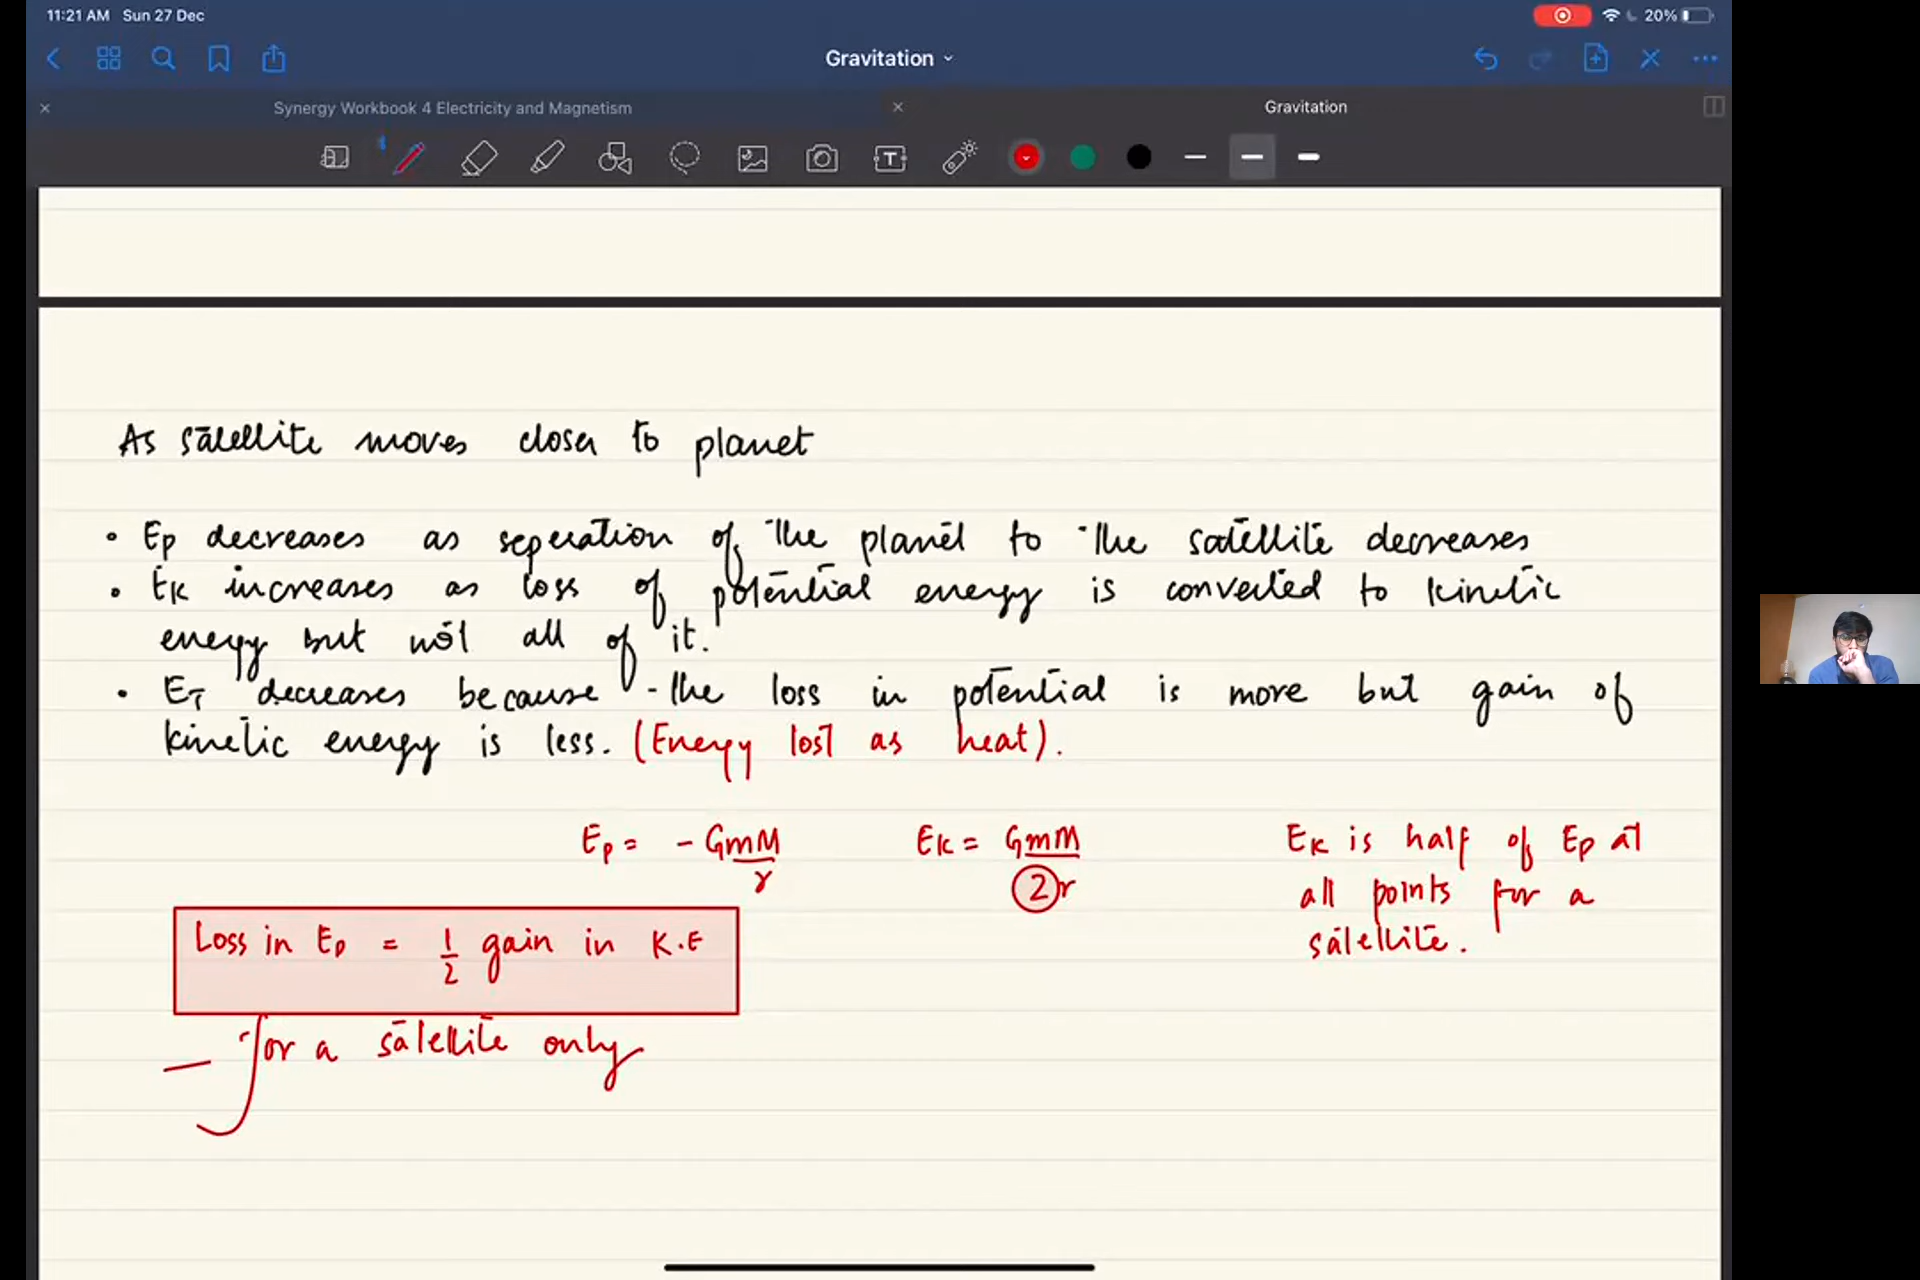 11:21 AM Sun 27 Dec
20%
Gravitation
Synergy Workbook 4 Electricity and Magnetism
Gravitation
T
As satellite moves closer to planet
• Ep decreases as seperation of the planet to the satellite decreases
• Ek increases as loss of potential energy is converted to kinetic
energy but not all of it.
• ET decreases because the loss in potential is more but gain of
kinetic energy is less. (Energy lost as heat).
Ep = - GmM/r
Ek = GmM/2r
Ek is half of Ep at
all points for a
satellite.
Loss in Ep = 1/2 gain in K.E
— for a satellite only